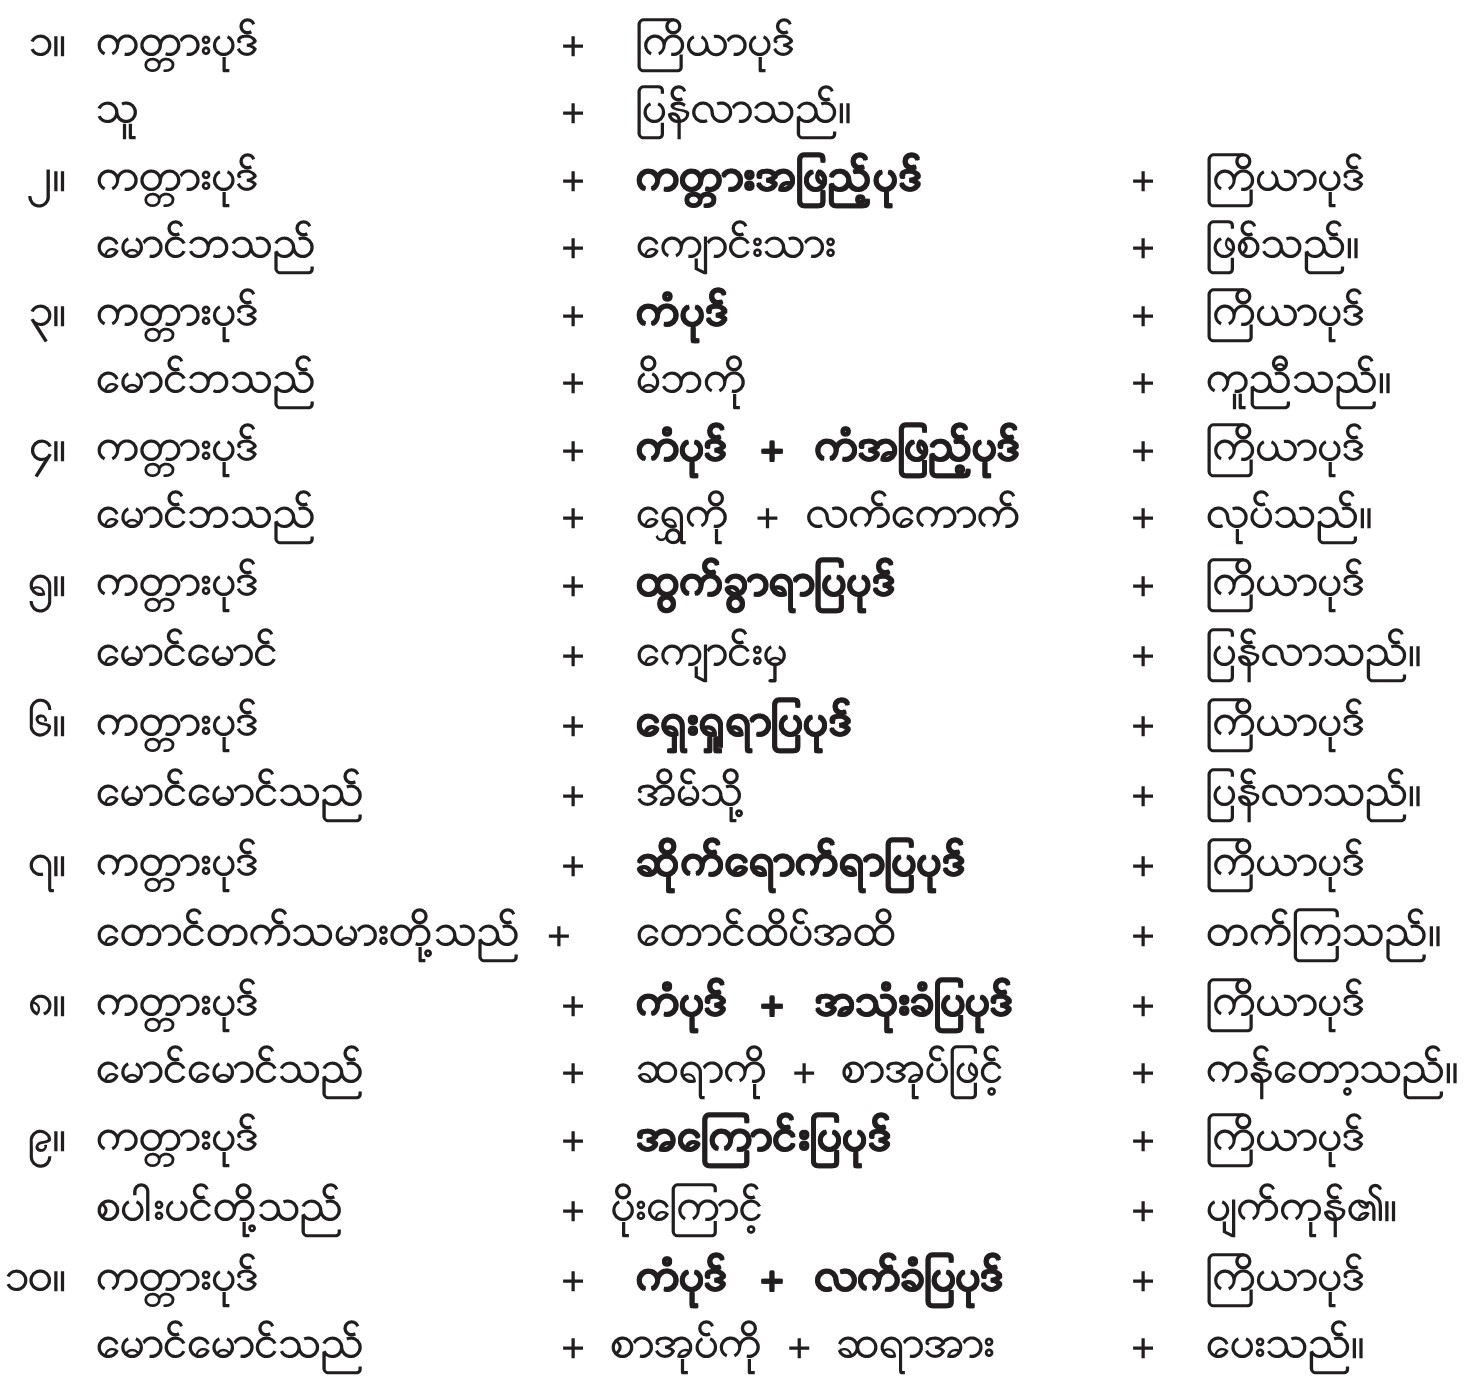 ၁။ ကတ္တားပုဒ် + ကြိယာပုဒ်
သူ + ပြန်လာသည်။
၂။ ကတ္တားပုဒ် + ကတ္တားအဖြည့်ပုဒ် + ကြိယာပုဒ်
မောင်ဘသည် + ကျောင်းသား + ဖြစ်သည်။
၃။ ကတ္တားပုဒ် + ကံပုဒ် + ကြိယာပုဒ်
မောင်ဘသည် + မိဘကို + ကူညီသည်။
၄။ ကတ္တားပုဒ် + ကံပုဒ် + ကံအဖြည့်ပုဒ် + ကြိယာပုဒ်
မောင်ဘသည် + ရွှေကို + လက်ကောက် + လုပ်သည်။
၅။ ကတ္တားပုဒ် + ထွက်ခွာရာပြပုဒ် + ကြိယာပုဒ်
မောင်မောင် + ကျောင်းမှ + ပြန်လာသည်။
၆။ ကတ္တားပုဒ် + ရှေးရှုရာပြပုဒ် + ကြိယာပုဒ်
မောင်မောင်သည် + အိမ်သို့ + ပြန်လာသည်။
၇။ ကတ္တားပုဒ် + ဆိုက်ရောက်ရာပြပုဒ် + ကြိယာပုဒ်
တောင်တက်သမားတို့သည် + တောင်ထိပ်အထိ + တက်ကြသည်။
၈။ ကတ္တားပုဒ် + ကံပုဒ် + အသုံးခံပြပုဒ် + ကြိယာပုဒ်
မောင်မောင်သည် + ဆရာကို + စာအုပ်ဖြင့် + ကန်တော့သည်။
၉။ ကတ္တားပုဒ် + အကြောင်းပြပုဒ် + ကြိယာပုဒ်
စပါးပင်တို့သည် + ပိုးကြောင့် + ပျက်ကုန်၏။
၁၀။ ကတ္တားပုဒ် + ကံပုဒ် + လက်ခံပြပုဒ် + ကြိယာပုဒ်
မောင်မောင်သည် + စာအုပ်ကို + ဆရာအား + ပေးသည်။